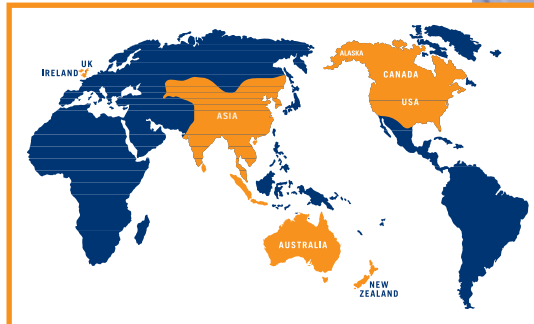 UK
IRELAND
ASIA
ALASKA
CANADA
USA
AUSTRALIA
NEW
ZEALAND